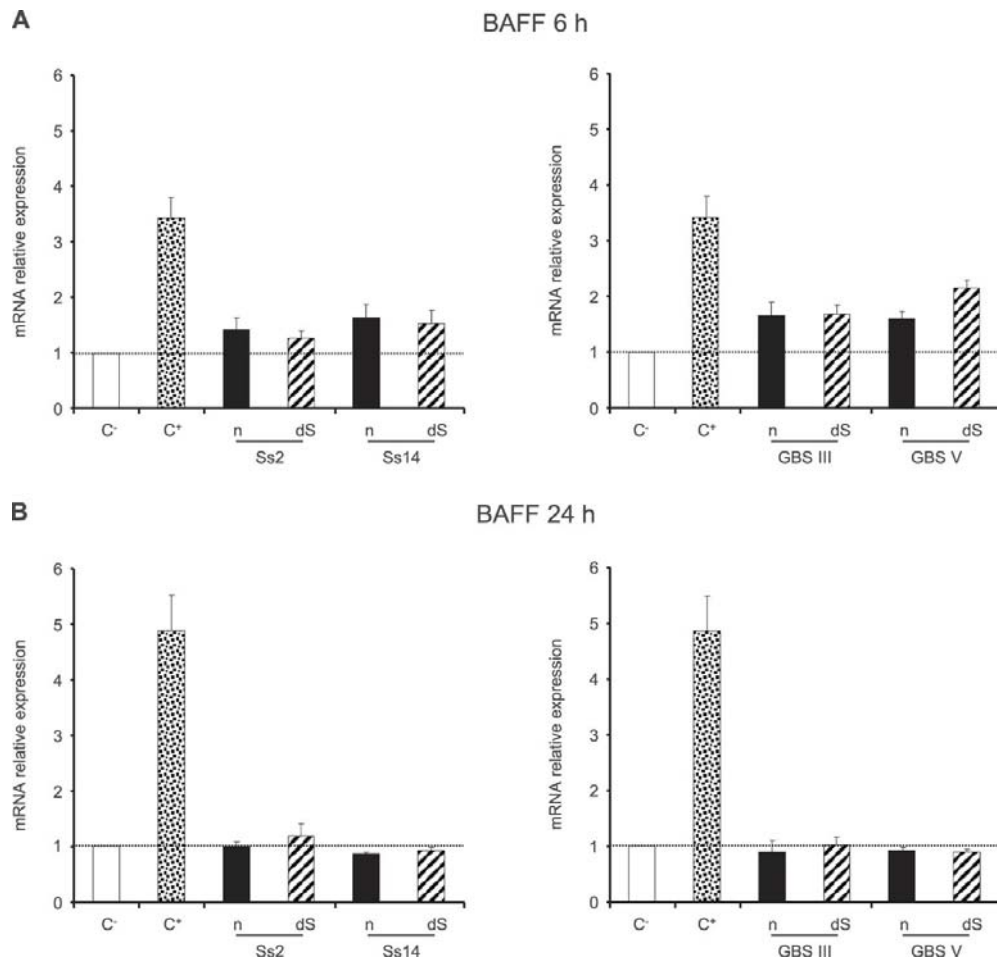 A
BAFF 6 h
mRNA relative expression
6
5
4
3
2
1
0
C- C+ n dS n dS
Ss2 Ss14
mRNA relative expression
6
5
4
3
2
1
0
C- C+ n dS n dS
GBS III GBS V
B
BAFF 24 h
mRNA relative expression
6
5
4
3
2
1
0
C- C+ n dS n dS
Ss2 Ss14
mRNA relative expression
6
5
4
3
2
1
0
C- C+ n dS n dS
GBS III GBS V